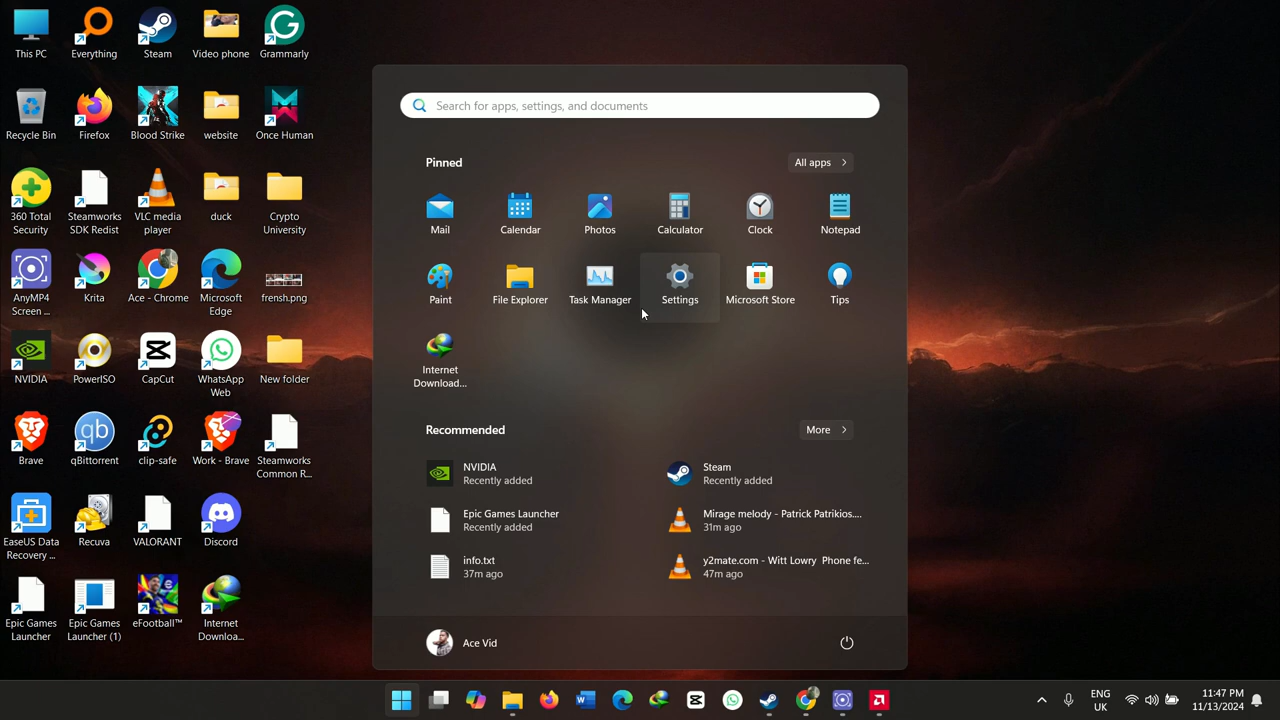 This PC
Everything
Steam
Video phone
Grammarly
Recycle Bin
Firefox
Blood Strike
website
Once Human
360 Total
Security
Steamworks
SDK Redist
VLC media
player
duck
Crypto
University
AnyMP4
Screen ...
Krita
Ace - Chrome
Microsoft
Edge
frensh.png
NVIDIA
PowerISO
CapCut
WhatsApp
Web
New folder
Brave
qBittorrent
clip-safe
Work - Brave
Steamworks
Common R...
EaseUS Data
Recovery ...
Recuva
VALORANT
Discord
Epic Games
Launcher
Epic Games
Launcher (1)
eFootball™
Internet
Downloa...
Search for apps, settings, and documents
Pinned
All apps
Mail
Calendar
Photos
Calculator
Clock
Notepad
Paint
File Explorer
Task Manager
Settings
Microsoft Store
Tips
Internet
Download...
Recommended
More
NVIDIA
Recently added
Steam
Recently added
Epic Games Launcher
Recently added
Mirage melody - Patrick Patrikios....
31m ago
info.txt
37m ago
y2mate.com - Witt Lowry  Phone fe...
47m ago
Ace Vid
ENG
UK
11:47 PM
11/13/2024